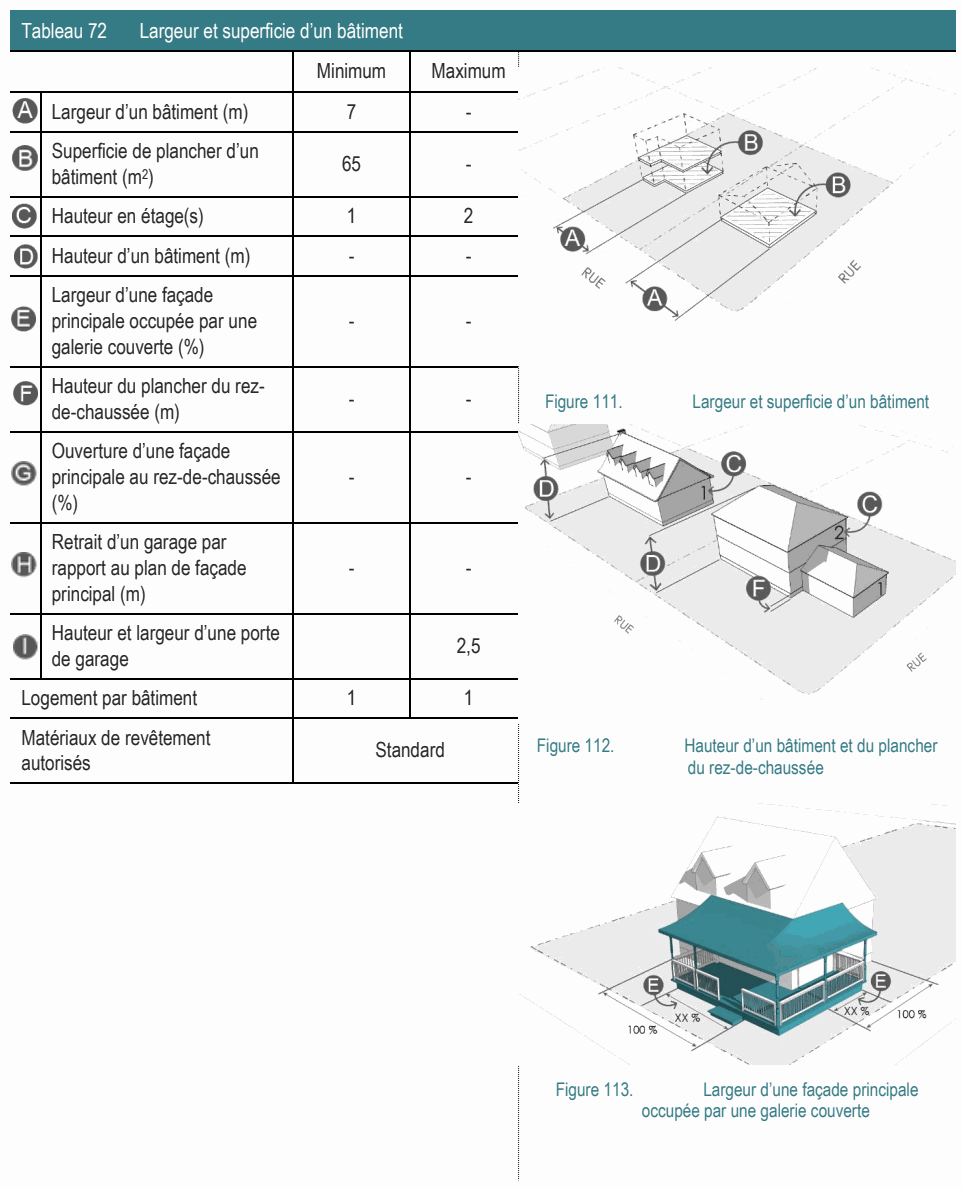 Tableau 72 Largeur et superficie d'un bâtiment
Minimum Maximum
A Largeur d'un bâtiment (m) 7 -
B Superficie de plancher d'un
bâtiment (m²) 65 -
C Hauteur en étage(s) 1 2
D Hauteur d'un bâtiment (m) - -
E Largeur d'une façade
principale occupée par une
galerie couverte (%) - -
F Hauteur du plancher du rez-
de-chaussée (m) - -
G Ouverture d'une façade
principale au rez-de-chaussée
(%) - -
H Retrait d'un garage par
rapport au plan de façade
principal (m) - -
I Hauteur et largeur d'une porte
de garage 2,5
Logement par bâtiment 1 1
Matériaux de revêtement
autorisés Standard
B
B
A
A
RUE
RUE
Figure 111. Largeur et superficie d'un bâtiment
C
D
1
C
2
D
F
1
RUE
RUE
Figure 112. Hauteur d'un bâtiment et du plancher
du rez-de-chaussée
E
E
XX %
XX %
100 %
100 %
Figure 113. Largeur d'une façade principale
occupée par une galerie couverte